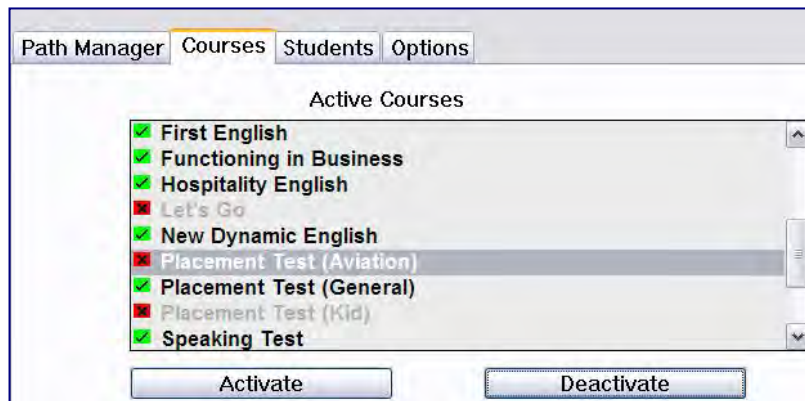 Path Manager Courses Students Options
Active Courses
First English
Functioning in Business
Hospitality English
Let's Go
New Dynamic English
Placement Test (Aviation)
Placement Test (General)
Placement Test (Kid)
Speaking Test
Activate Deactivate